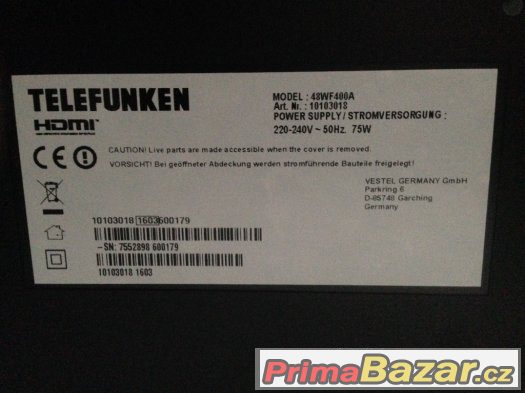 TELEFUNKEN
HDMI
MODEL : 48WF400A
Art. Nr. : 10103018
POWER SUPPLY / STROMVERSORGUNG :
220-240V ~ 50Hz. 75W
CE
CAUTION! Live parts are made accessible when the cover is removed.
VORSICHT! Bei geöffneter Abdeckung werden stromführende Bauteile freigelegt!
VESTEL GERMANY GmbH
Parkring 6
D-85748 Garching
Germany
10103018 1603 600179
-SN: 7552898 600179
10103018 1603
PrimaBazar.cz